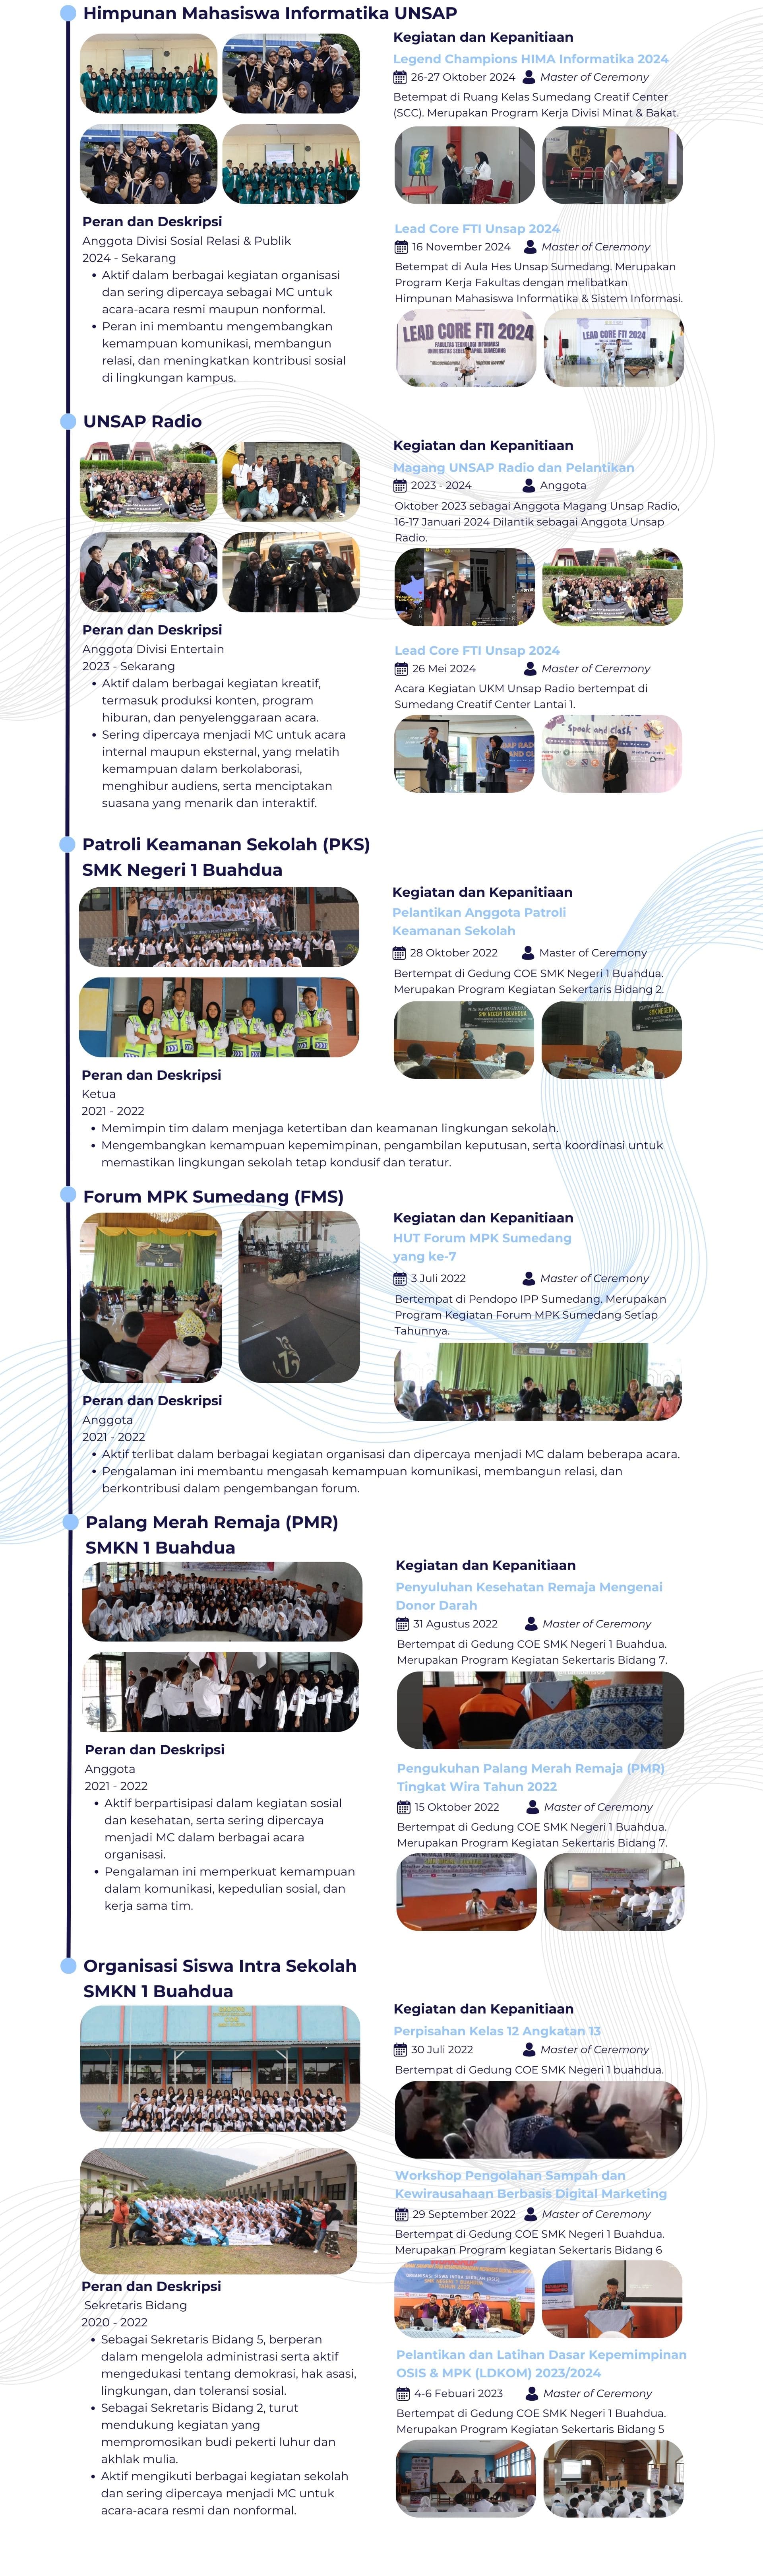 Himpunan Mahasiswa Informatika UNSAP
Peran dan Deskripsi
Anggota Divisi Sosial Relasi & Publik
2024 - Sekarang
• Aktif dalam berbagai kegiatan organisasi
dan sering dipercaya sebagai MC untuk
acara-acara resmi maupun nonformal.
• Peran ini membantu mengembangkan
kemampuan komunikasi, membangun
relasi, dan meningkatkan kontribusi sosial
di lingkungan kampus.
Kegiatan dan Kepanitiaan
Legend Champions HIMA Informatika 2024
26-27 Oktober 2024 Master of Ceremony
Betempat di Ruang Kelas Sumedang Creatif Center
(SCC). Merupakan Program Kerja Divisi Minat & Bakat.
Lead Core FTI Unsap 2024
16 November 2024 Master of Ceremony
Betempat di Aula Hes Unsap Sumedang. Merupakan
Program Kerja Fakultas dengan melibatkan
Himpunan Mahasiswa Informatika & Sistem Informasi.
LEAD CORE FTI 2024
FAKULTAS TEKNOLOGI INFORMASI
LEAD CORE FTI 2024
UNSAP Radio
Peran dan Deskripsi
Anggota Divisi Entertain
2023 - Sekarang
• Aktif dalam berbagai kegiatan kreatif,
termasuk produksi konten, program
hiburan, dan penyelenggaraan acara.
• Sering dipercaya menjadi MC untuk acara
internal maupun eksternal, yang melatih
kemampuan dalam berkolaborasi,
menghibur audiens, serta menciptakan
suasana yang menarik dan interaktif.
Kegiatan dan Kepanitiaan
Magang UNSAP Radio dan Pelantikan
2023 - 2024 Anggota
Oktober 2023 sebagai Anggota Magang Unsap Radio,
16-17 Januari 2024 Dilantik sebagai Anggota Unsap
Radio.
Lead Core FTI Unsap 2024
26 Mei 2024 Master of Ceremony
Acara Kegiatan UKM Unsap Radio bertempat di
Sumedang Creatif Center Lantai 1.
"Speak and Clash"
Patroli Keamanan Sekolah (PKS)
SMK Negeri 1 Buahdua
Kegiatan dan Kepanitiaan
Pelantikan Anggota Patroli
Keamanan Sekolah
28 Oktober 2022 Master of Ceremony
Bertempat di Gedung COE SMK Negeri 1 Buahdua.
Merupakan Program Kegiatan Sekertaris Bidang 2.
SMK NEGERI 1 BUAHDUA
Peran dan Deskripsi
Ketua
2021 - 2022
• Memimpin tim dalam menjaga ketertiban dan keamanan lingkungan sekolah.
• Mengembangkan kemampuan kepemimpinan, pengambilan keputusan, serta koordinasi untuk
memastikan lingkungan sekolah tetap kondusif dan teratur.
Forum MPK Sumedang (FMS)
Kegiatan dan Kepanitiaan
HUT Forum MPK Sumedang
yang ke-7
3 Juli 2022 Master of Ceremony
Bertempat di Pendopo IPP Sumedang. Merupakan
Program Kegiatan Forum MPK Sumedang Setiap
Tahunnya.
Peran dan Deskripsi
Anggota
2021 - 2022
• Aktif terlibat dalam berbagai kegiatan organisasi dan dipercaya menjadi MC dalam beberapa acara.
• Pengalaman ini membantu mengasah kemampuan komunikasi, membangun relasi, dan
berkontribusi dalam pengembangan forum.
Palang Merah Remaja (PMR)
SMKN 1 Buahdua
Peran dan Deskripsi
Anggota
2021 - 2022
• Aktif berpartisipasi dalam kegiatan sosial
dan kesehatan, serta sering dipercaya
menjadi MC dalam berbagai acara
organisasi.
• Pengalaman ini memperkuat kemampuan
dalam komunikasi, kepedulian sosial, dan
kerja sama tim.
Kegiatan dan Kepanitiaan
Penyuluhan Kesehatan Remaja Mengenai
Donor Darah
31 Agustus 2022 Master of Ceremony
Bertempat di Gedung COE SMK Negeri 1 Buahdua.
Merupakan Program Kegiatan Sekertaris Bidang 7.
Pengukuhan Palang Merah Remaja (PMR)
Tingkat Wira Tahun 2022
15 Oktober 2022 Master of Ceremony
Bertempat di Gedung COE SMK Negeri 1 Buahdua.
Merupakan Program Kegiatan Sekertaris Bidang 7.
Organisasi Siswa Intra Sekolah
SMKN 1 Buahdua
Peran dan Deskripsi
Sekretaris Bidang
2020 - 2022
• Sebagai Sekretaris Bidang 5, berperan
dalam mengelola administrasi serta aktif
mengedukasi tentang demokrasi, hak asasi,
lingkungan, dan toleransi sosial.
• Sebagai Sekretaris Bidang 2, turut
mendukung kegiatan yang
mempromosikan budi pekerti luhur dan
akhlak mulia.
• Aktif mengikuti berbagai kegiatan sekolah
dan sering dipercaya menjadi MC untuk
acara-acara resmi dan nonformal.
Kegiatan dan Kepanitiaan
Perpisahan Kelas 12 Angkatan 13
30 Juli 2022 Master of Ceremony
Bertempat di Gedung COE SMK Negeri 1 buahdua.
Workshop Pengolahan Sampah dan
Kewirausahaan Berbasis Digital Marketing
29 September 2022 Master of Ceremony
Bertempat di Gedung COE SMK Negeri 1 Buahdua.
Merupakan Program kegiatan Sekertaris Bidang 6
Pelantikan dan Latihan Dasar Kepemimpinan
OSIS & MPK (LDKOM) 2023/2024
4-6 Febuari 2023 Master of Ceremony
Bertempat di Gedung COE SMK Negeri 1 Buahdua.
Merupakan Program Kegiatan Sekertaris Bidang 5